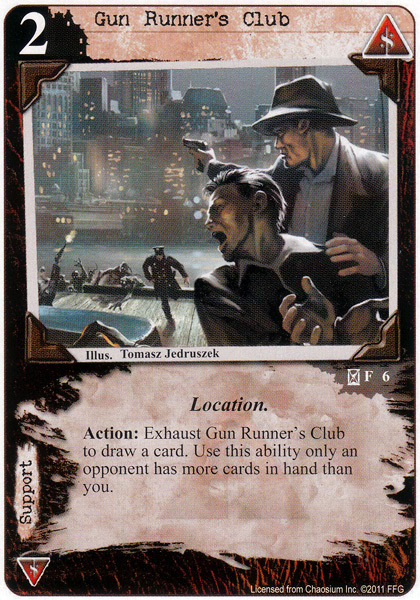 2
Gun Runner's Club
$
Illus. Tomasz Jedruszek
F 6
Location.
Action: Exhaust Gun Runner's Club
to draw a card. Use this ability only an
opponent has more cards in hand than
you.
Support
$
Licensed from Chaosium Inc. ©2011 FFG